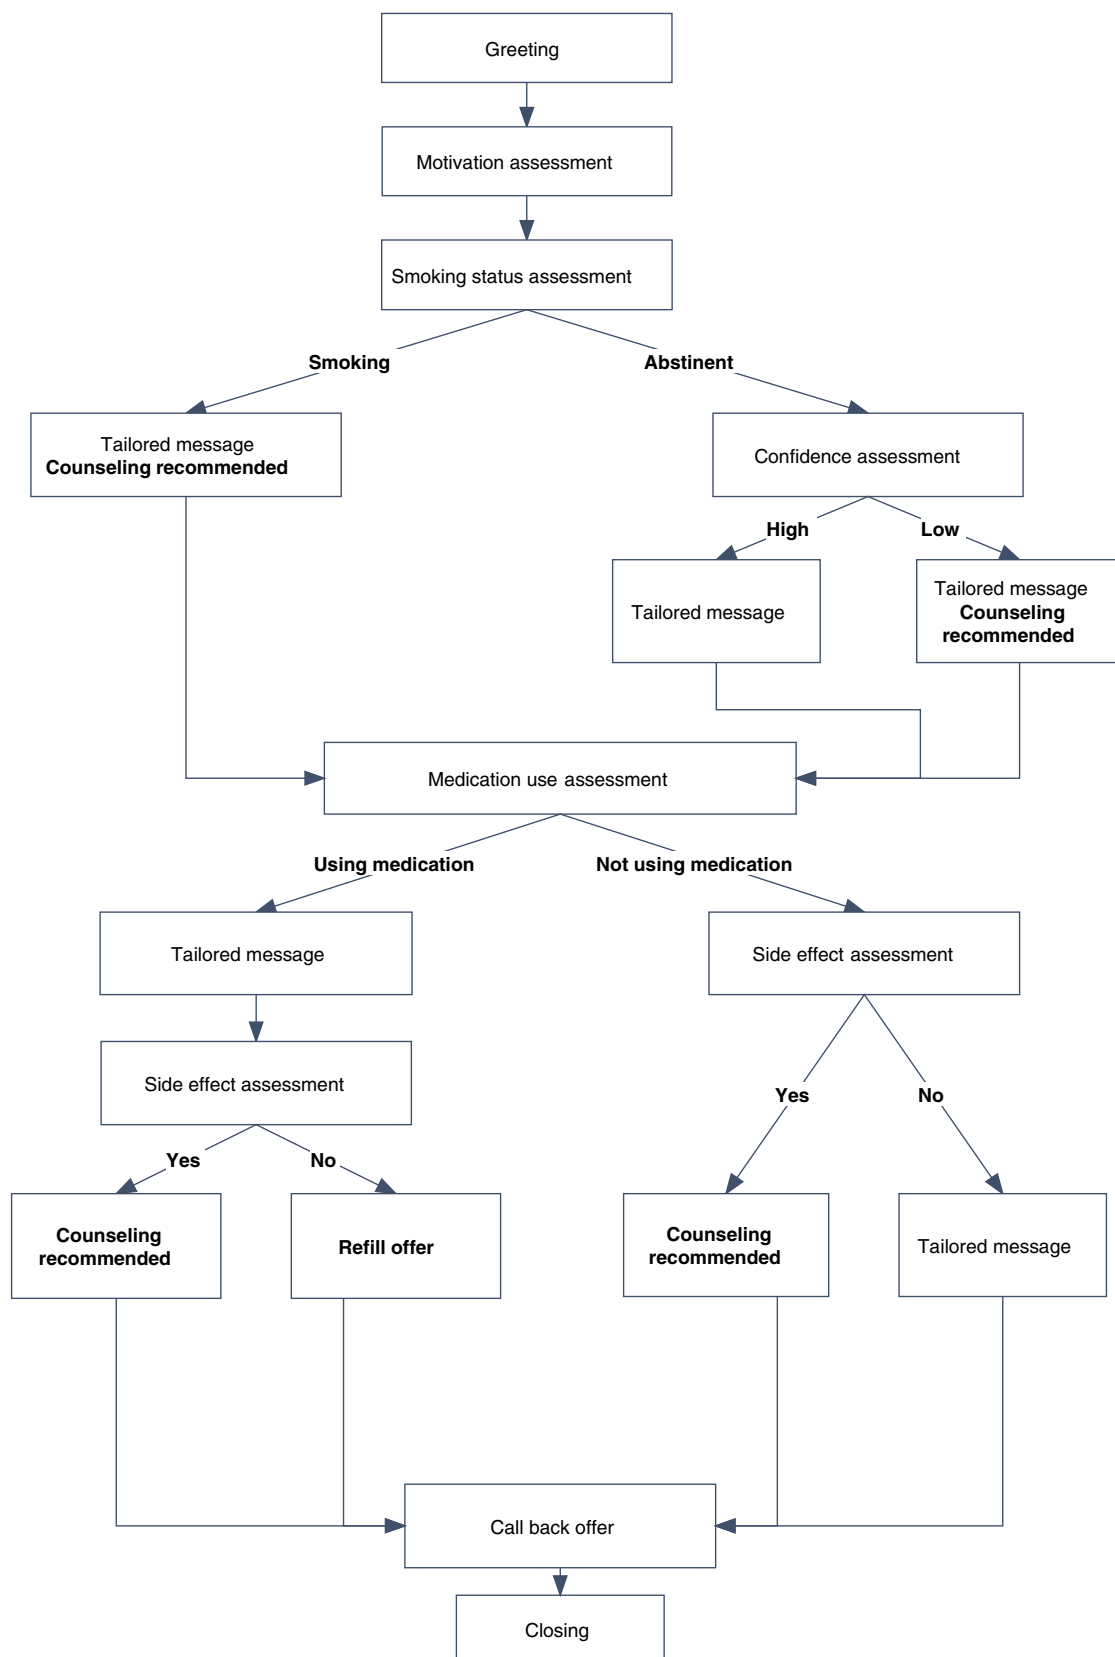 Greeting
Motivation assessment
Smoking status assessment
Smoking
Abstinent
Tailored message
Counseling recommended
Confidence assessment
High
Low
Tailored message
Tailored message
Counseling
recommended
Medication use assessment
Using medication
Not using medication
Tailored message
Side effect assessment
Side effect assessment
Yes
No
Yes
No
Counseling
recommended
Refill offer
Counseling
recommended
Tailored message
Call back offer
Closing